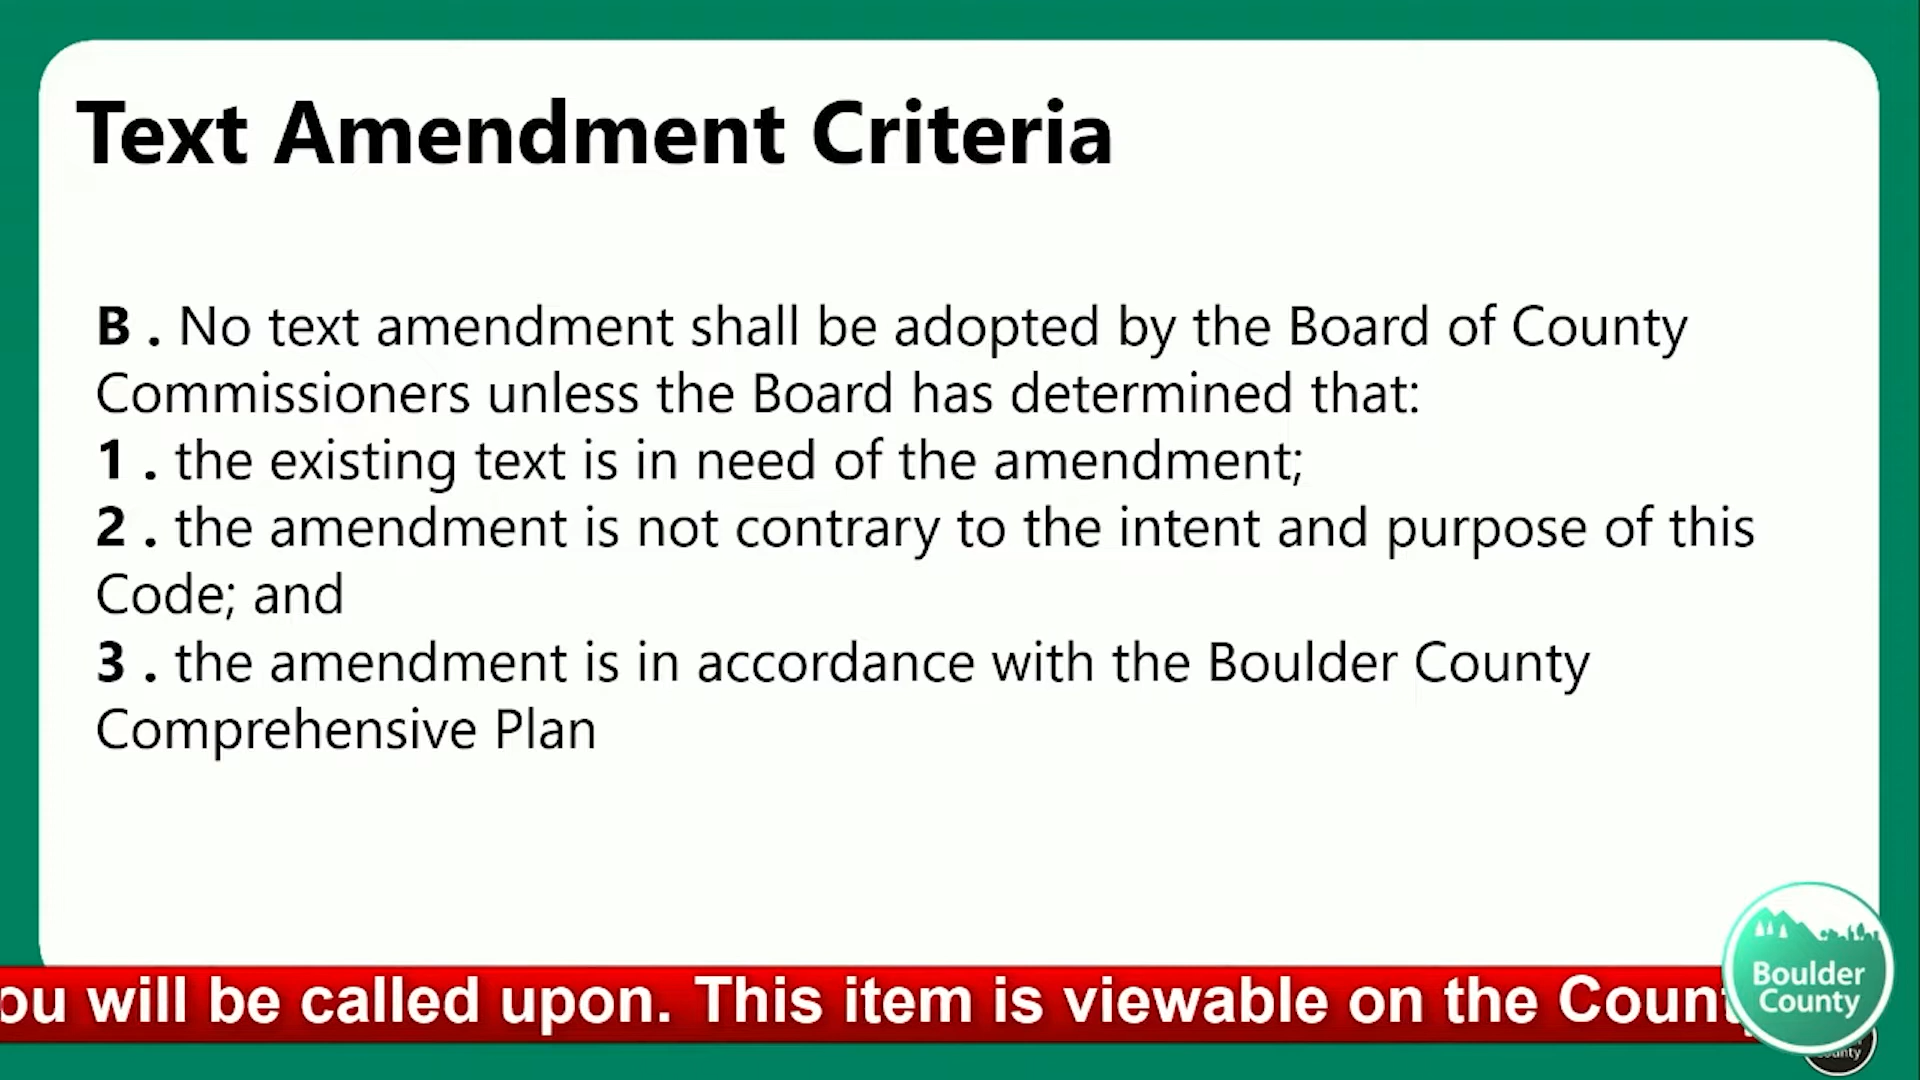 Text Amendment Criteria
B . No text amendment shall be adopted by the Board of County
Commissioners unless the Board has determined that:
1 . the existing text is in need of the amendment;
2 . the amendment is not contrary to the intent and purpose of this
Code; and
3 . the amendment is in accordance with the Boulder County
Comprehensive Plan
ou will be called upon. This item is viewable on the Count
Boulder
County